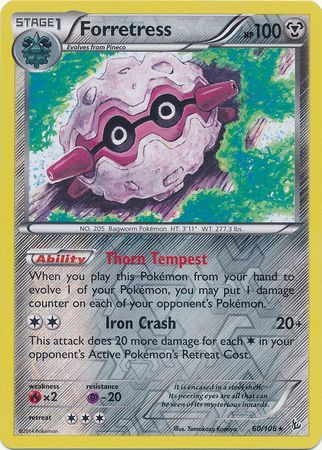 STAGE1
Forretress
HP100
Evolves from Pineco
NO. 205 Bagworm Pokémon HT: 3'11" WT: 277.3 lbs.
Ability Thorn Tempest
When you play this Pokémon from your hand to
evolve 1 of your Pokémon, you may put 1 damage
counter on each of your opponent's Pokémon.
Iron Crash 20+
This attack does 20 more damage for each in your
opponent's Active Pokémon's Retreat Cost.
weakness resistance
×2 -20
retreat
It is encased in a steel shell.
Its peering eyes are all that can
be seen of its mysterious innards.
©2014 Pokémon
Illus. Tomokazu Komiya
60/106 ★